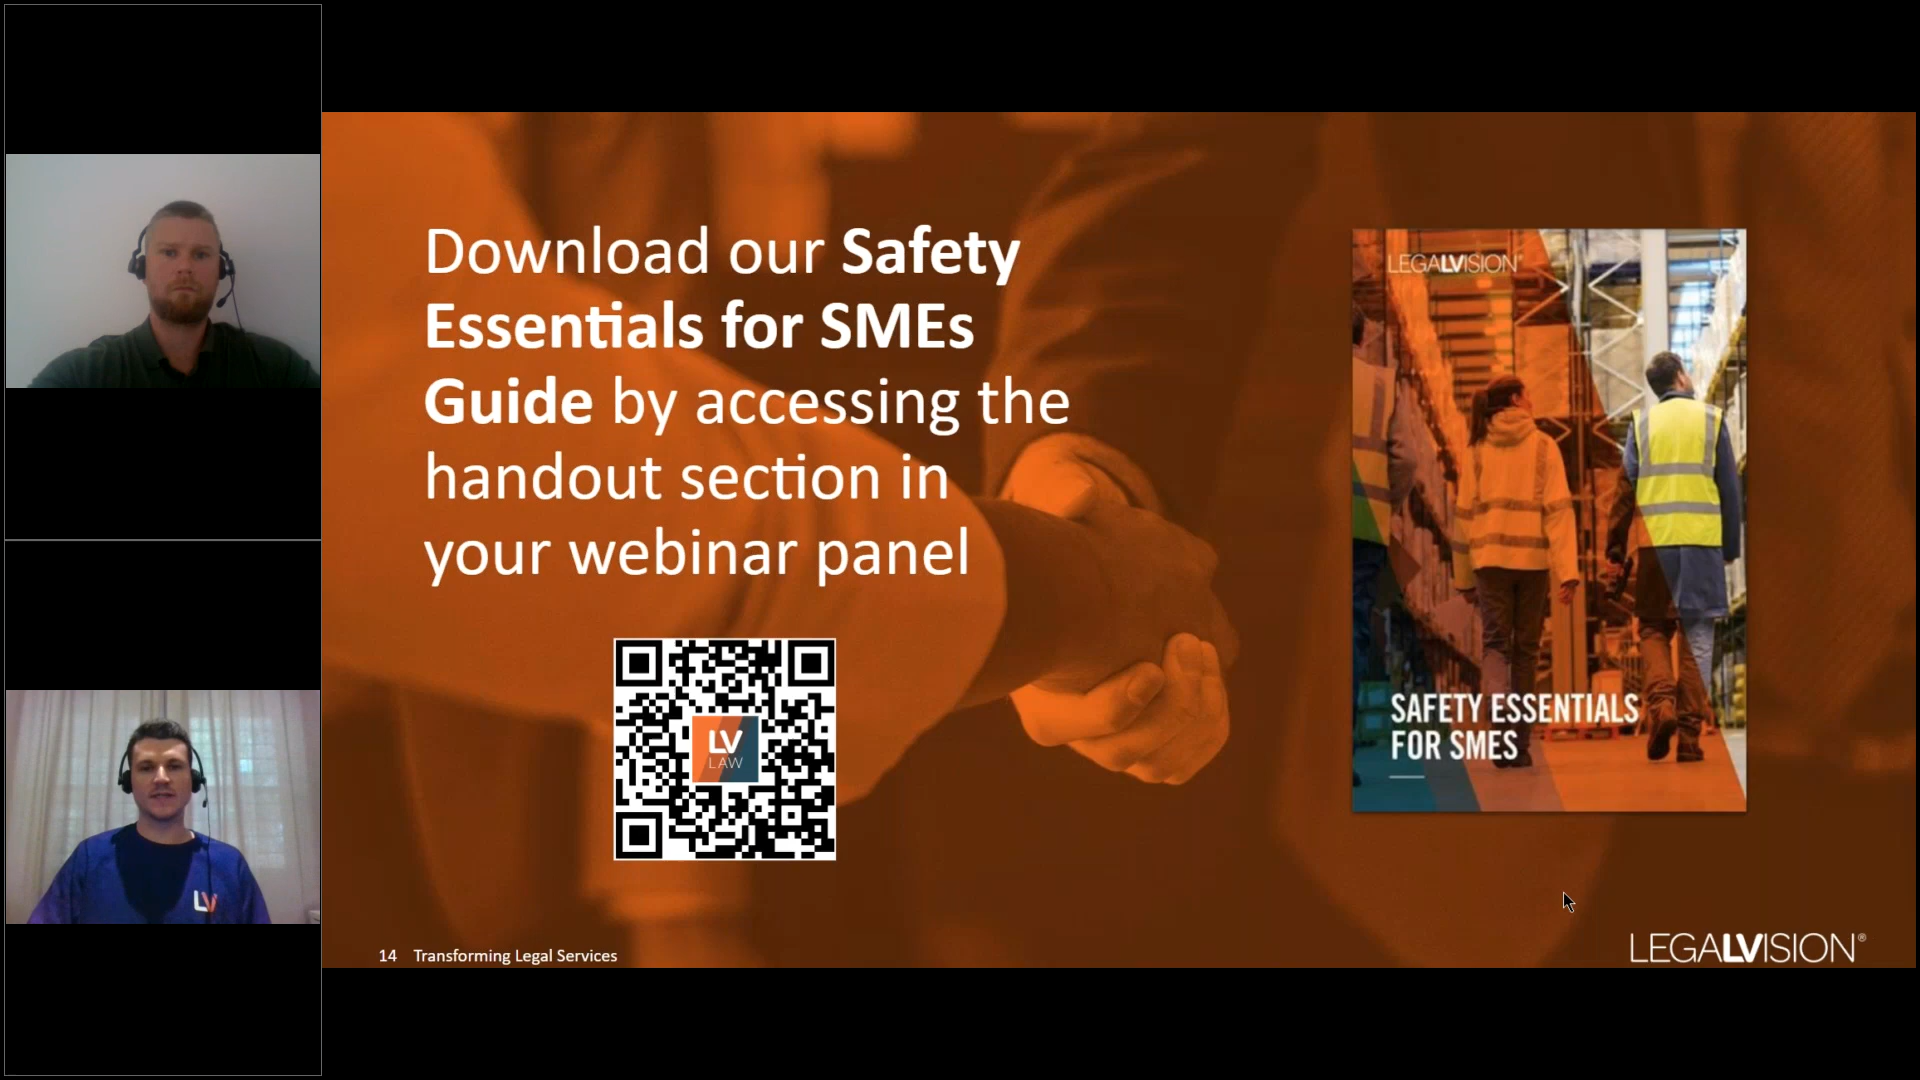 Download our Safety
Essentials for SMEs
Guide by accessing the
handout section in
your webinar panel
LV
LAW
LEGALVISION
SAFETY ESSENTIALS
FOR SMES
LV
14 Transforming Legal Services
LEGALVISION®